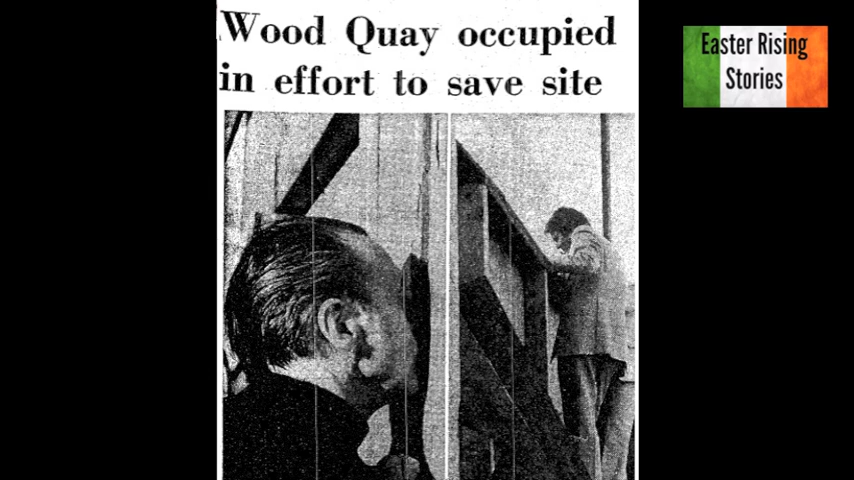 Wood Quay occupied
in effort to save site
Easter Rising
Stories